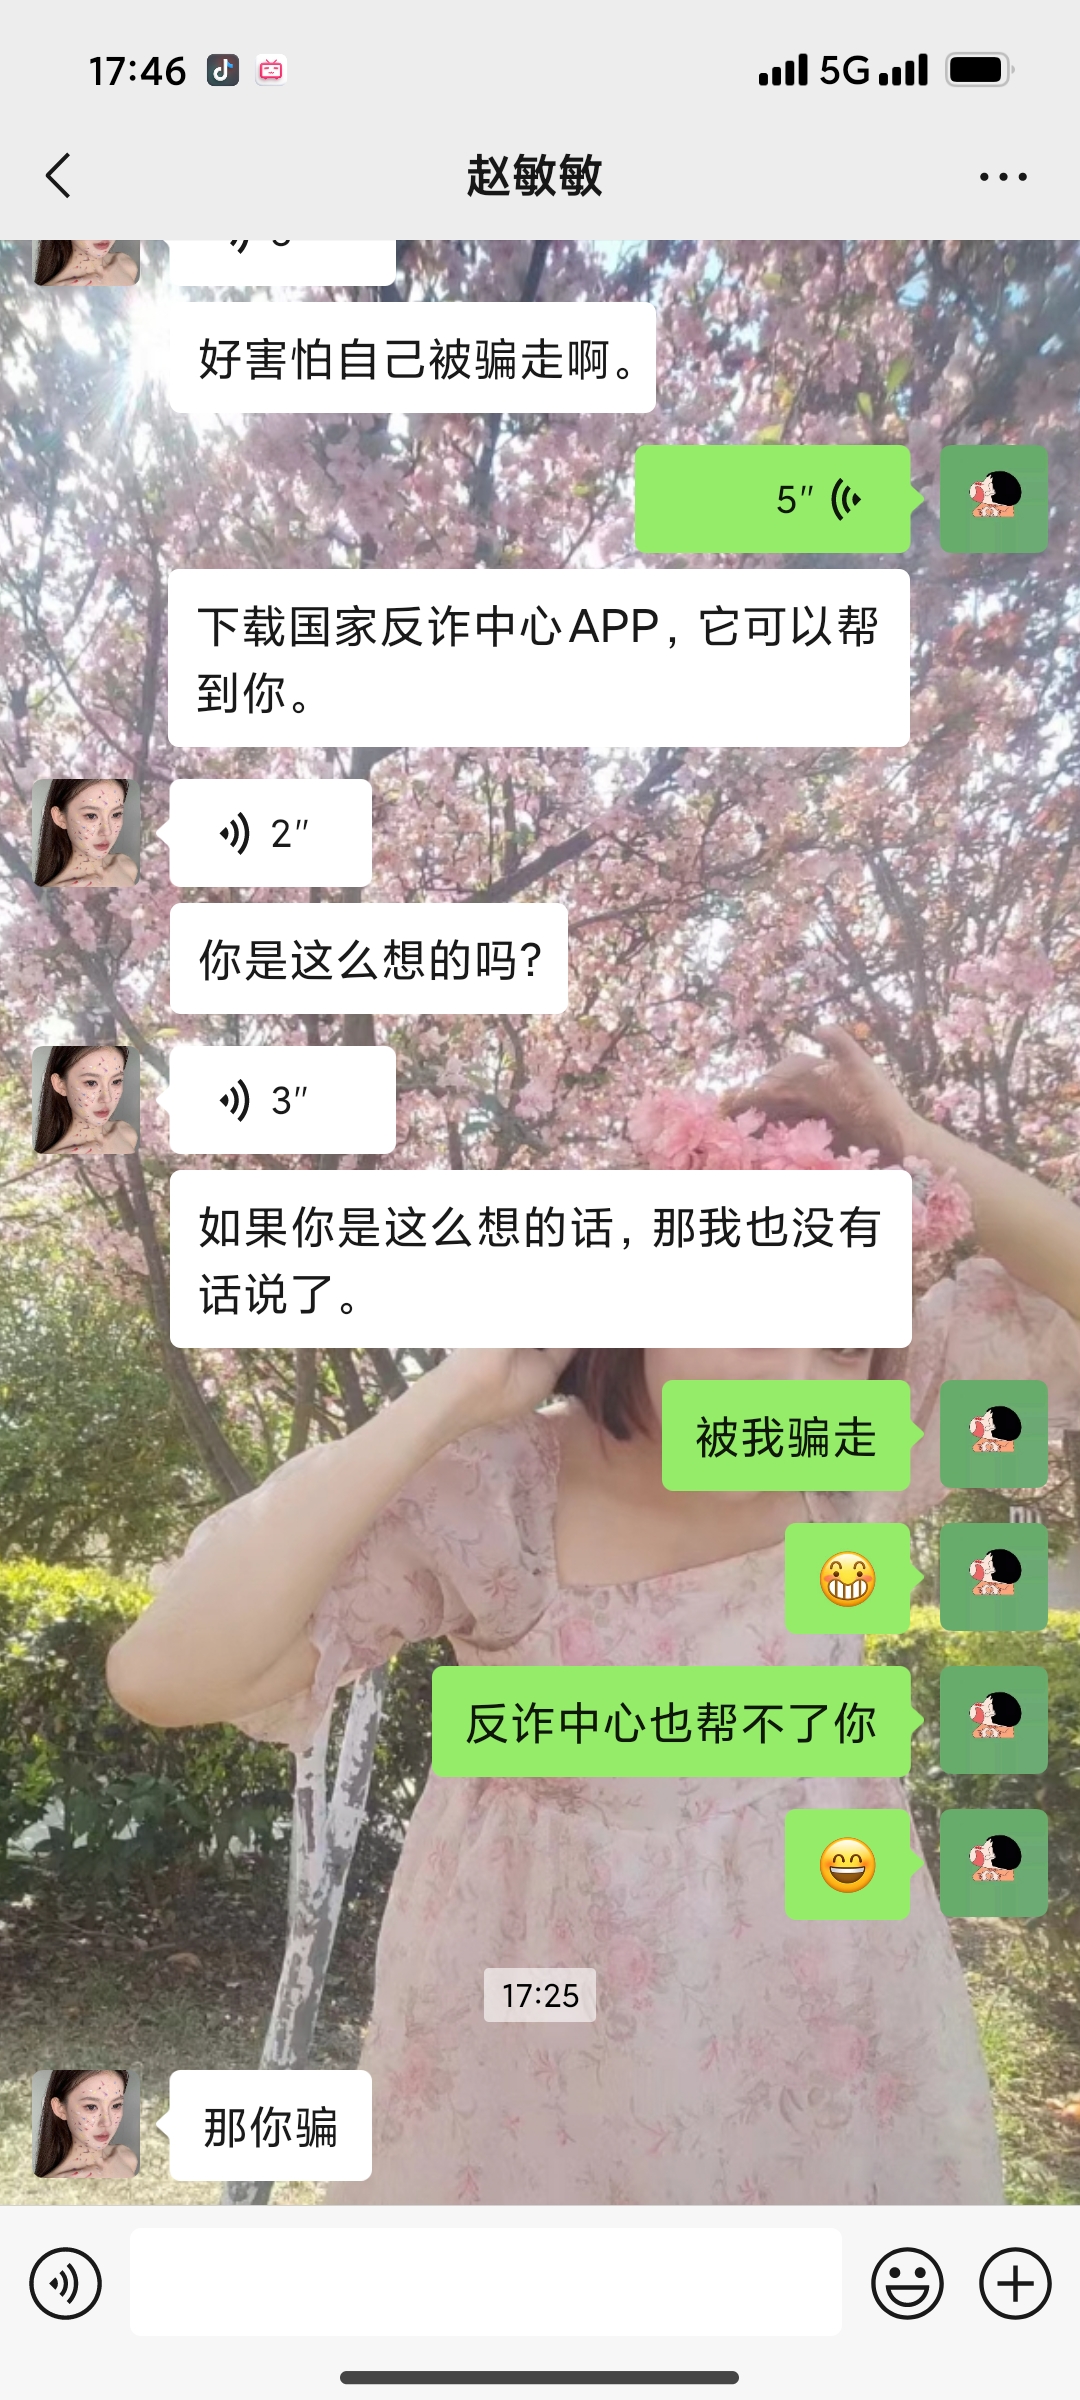 17:46
5G
赵敏敏
好害怕自己被骗走啊。
5"
下载国家反诈中心APP，它可以帮
到你。
2"
你是这么想的吗?
3"
如果你是这么想的话，那我也没有
话说了。
被我骗走
反诈中心也帮不了你
17:25
那你骗